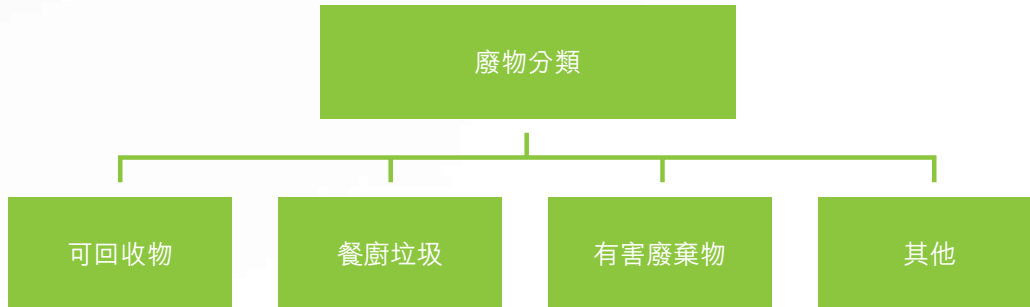 廢物分類
可回收物
餐廚垃圾
有害廢棄物
其他